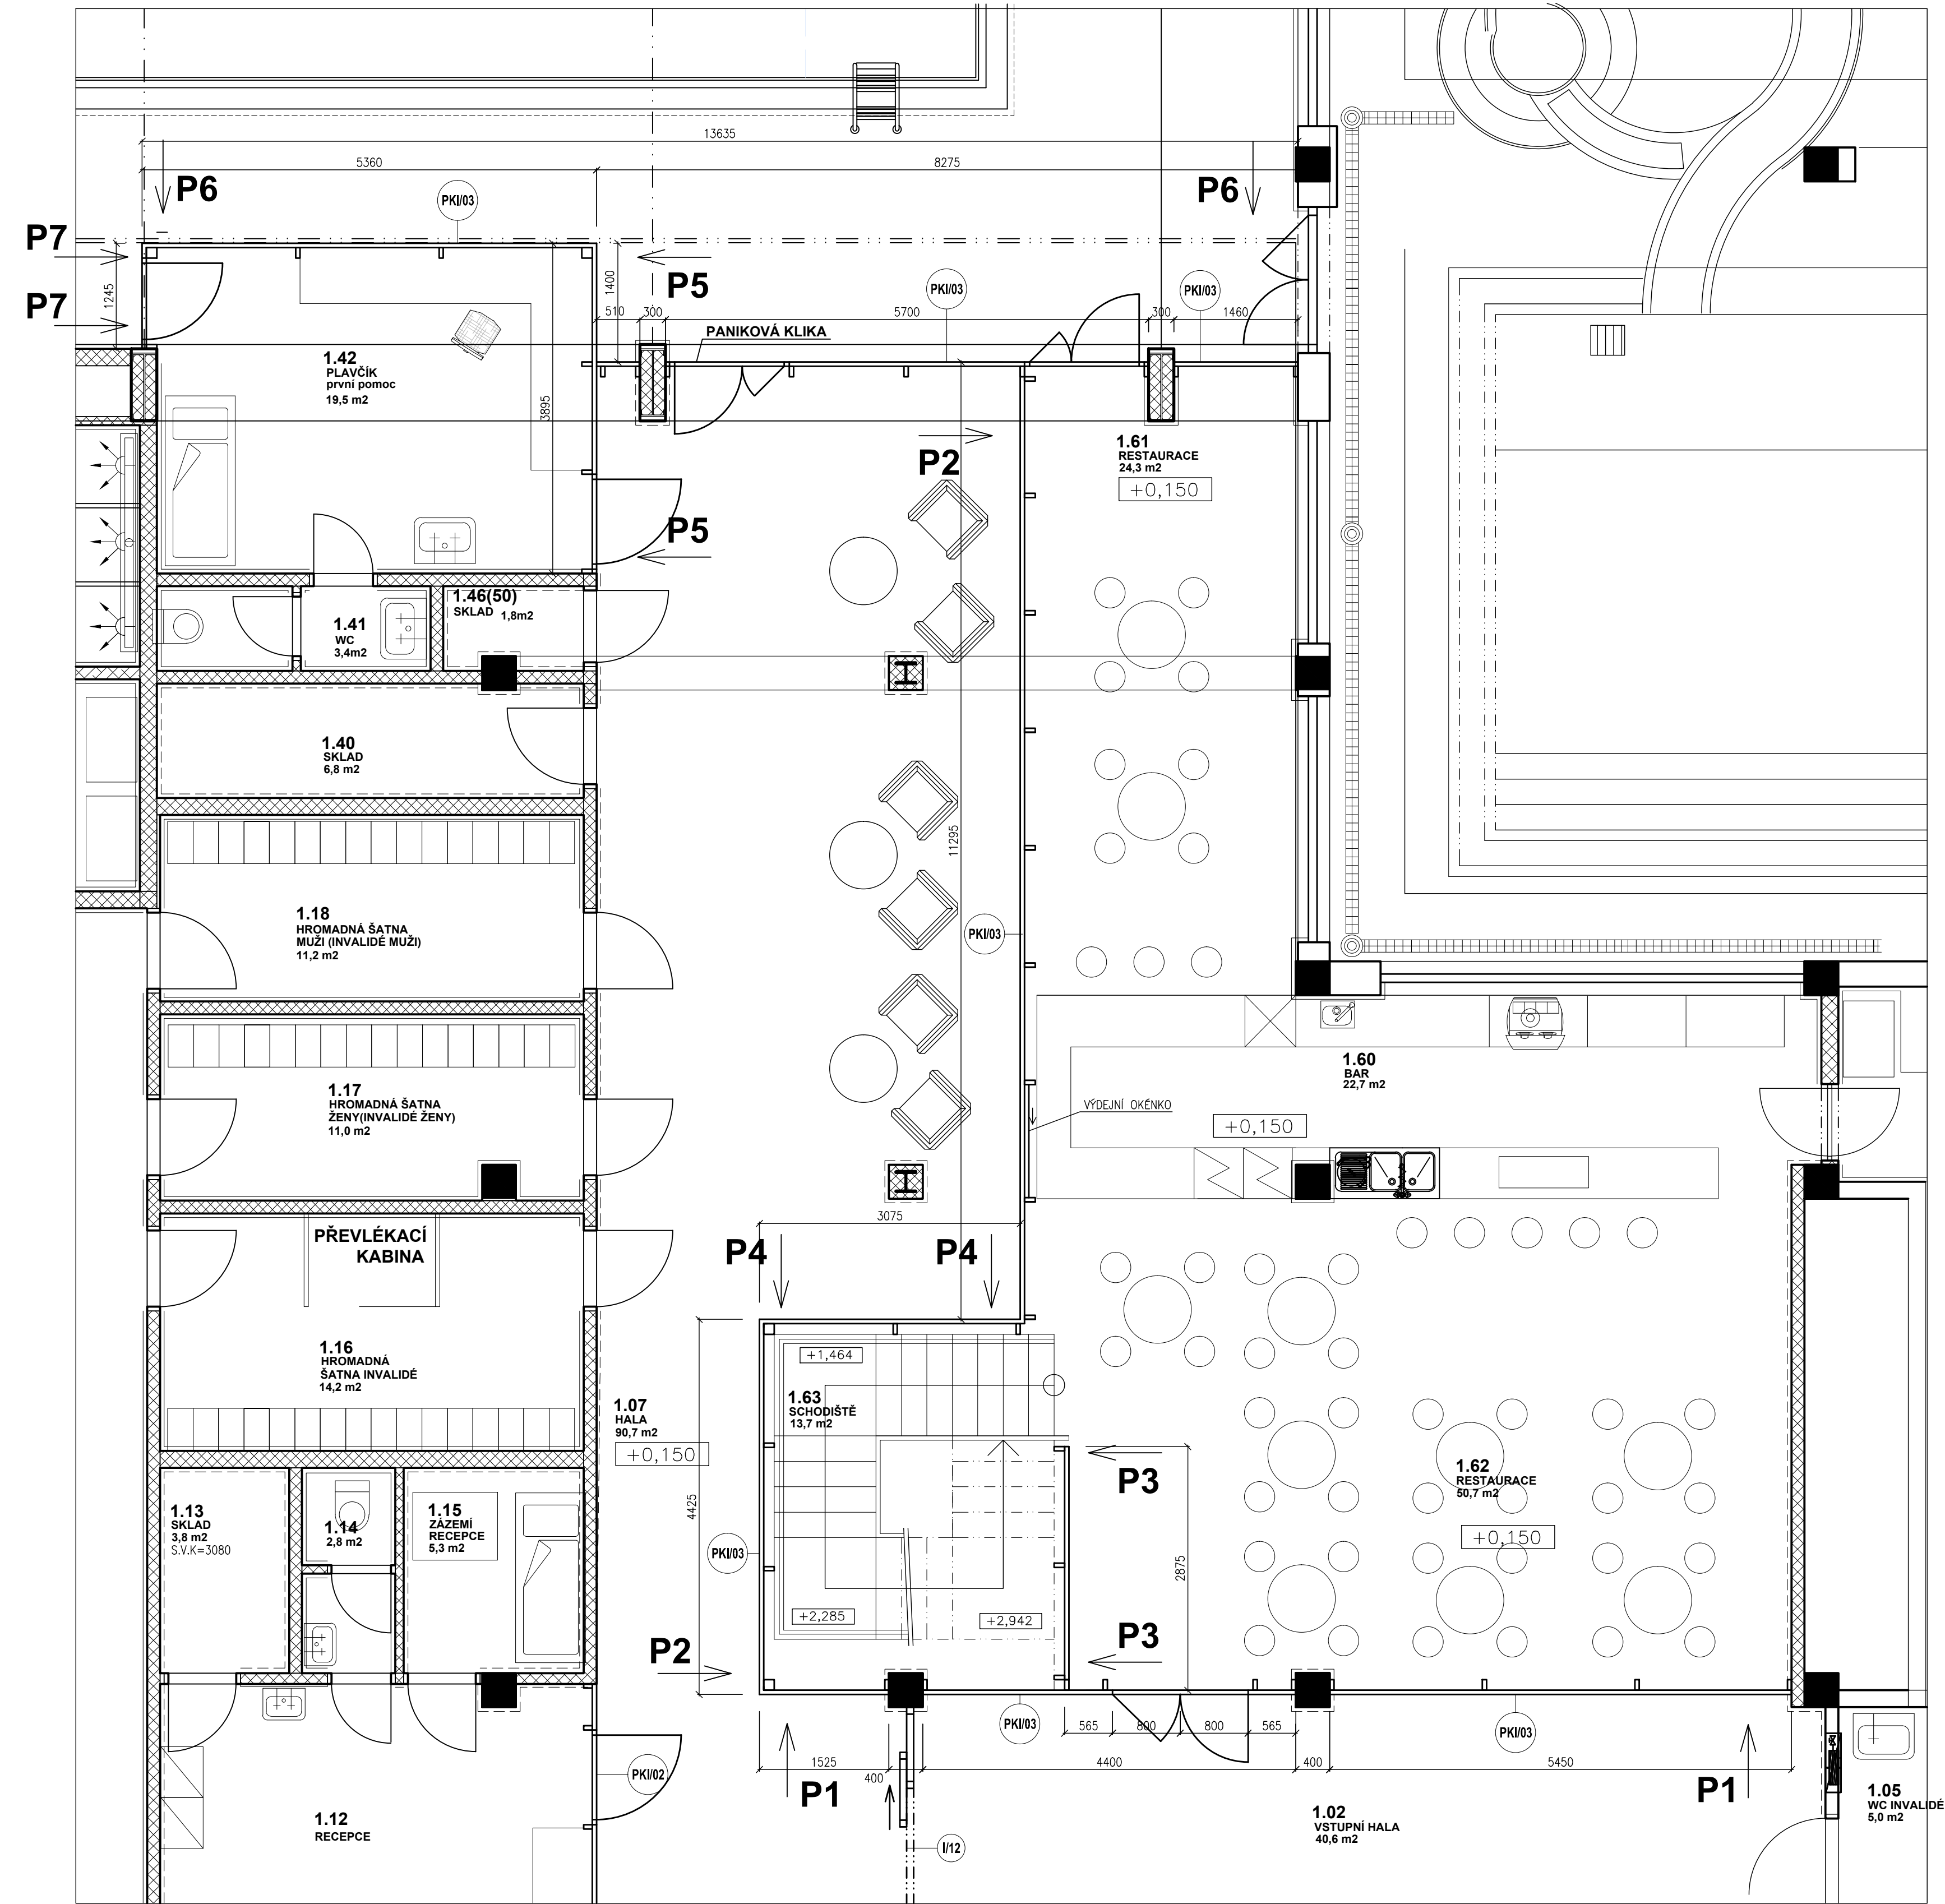 13635
5360
8275
P6
P6
PKI/03
P7
P7
1245
1400
P5
PKI/03
PKI/03
510
300
5700
300
1460
PANIKOVÁ KLIKA
1.42
PLAVČÍK
první pomoc
19,5 m2
3895
P2
1.61
RESTAURACE
24,3 m2
+0,150
P5
1.46(50)
SKLAD 1,8m2
1.41
WC
3,4m2
1.40
SKLAD
6,8 m2
11295
1.18
HROMADNÁ ŠATNA
MUŽI (INVALIDÉ MUŽI)
11,2 m2
PKI/03
1.60
BAR
22,7 m2
1.17
HROMADNÁ ŠATNA
ŽENY(INVALIDÉ ŽENY)
11,0 m2
VÝDEJNÍ OKÉNKO
+0,150
3075
PŘEVLÉKACÍ
KABINA
P4
P4
1.16
HROMADNÁ
ŠATNA INVALIDÉ
14,2 m2
+1,464
1.63
SCHODIŠTĚ
13,7 m2
1.07
HALA
90,7 m2
+0,150
4425
P3
1.62
RESTAURACE
50,7 m2
+0,150
1.13
SKLAD
3,8 m2
S.V.K=3080
1.14
2,8 m2
1.15
ZÁZEMÍ
RECEPCE
5,3 m2
PKI/03
2875
+2,285
+2,942
P3
P2
PKI/03
565
800
800
565
PKI/03
1525
400
4400
400
5450
PKI/02
P1
P1
1.12
RECEPCE
1.02
VSTUPNÍ HALA
40,6 m2
1.05
WC INVALIDÉ
5,0 m2
I/12